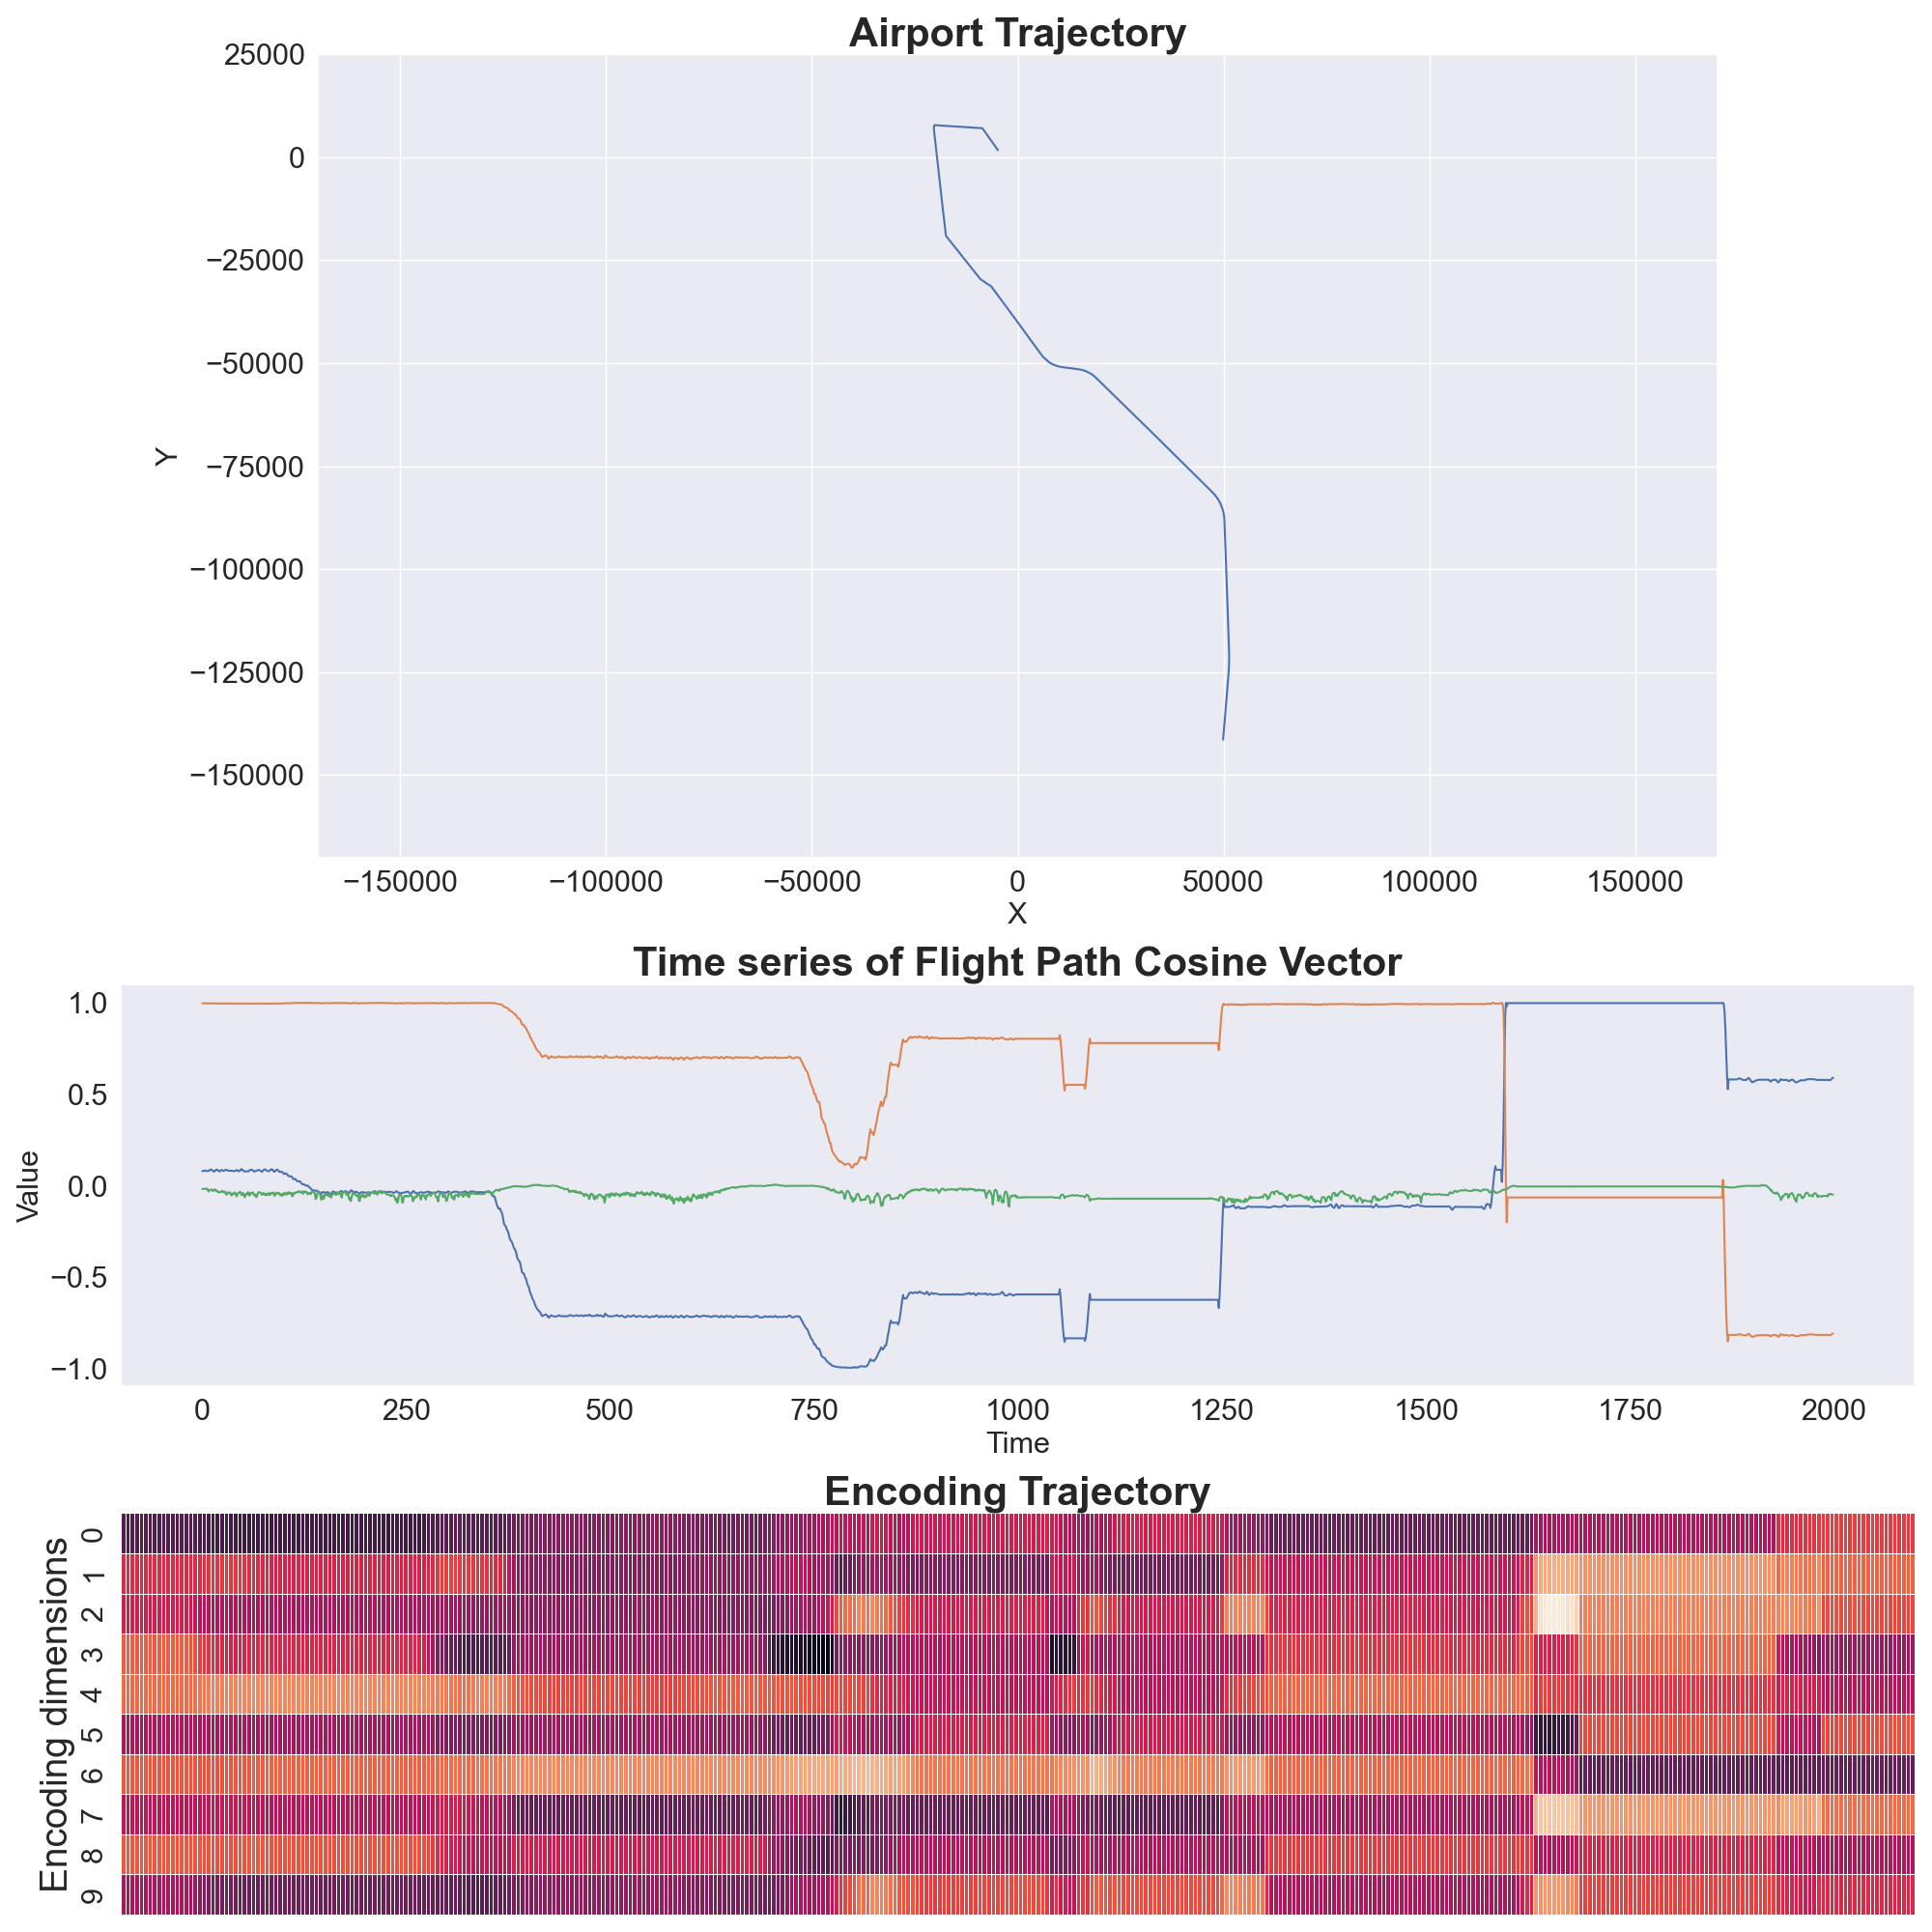 Airport Trajectory
25000
0
−25000
−50000
−75000
−100000
−125000
−150000
Y
−150000 −100000 −50000 0 50000 100000 150000
X
Time series of Flight Path Cosine Vector
1.0
0.5
0.0
−0.5
−1.0
Value
0 250 500 750 1000 1250 1500 1750 2000
Time
Encoding Trajectory
Encoding dimensions
0
1
2
3
4
5
6
7
8
9